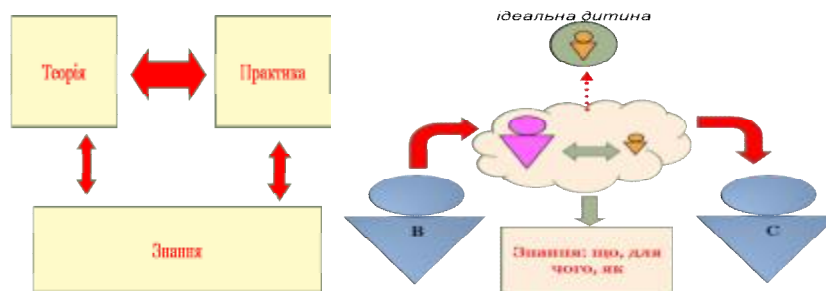 ідеальна дитина
Теорія
Практика
В
С
Знання
Знання: що, для
чого, як